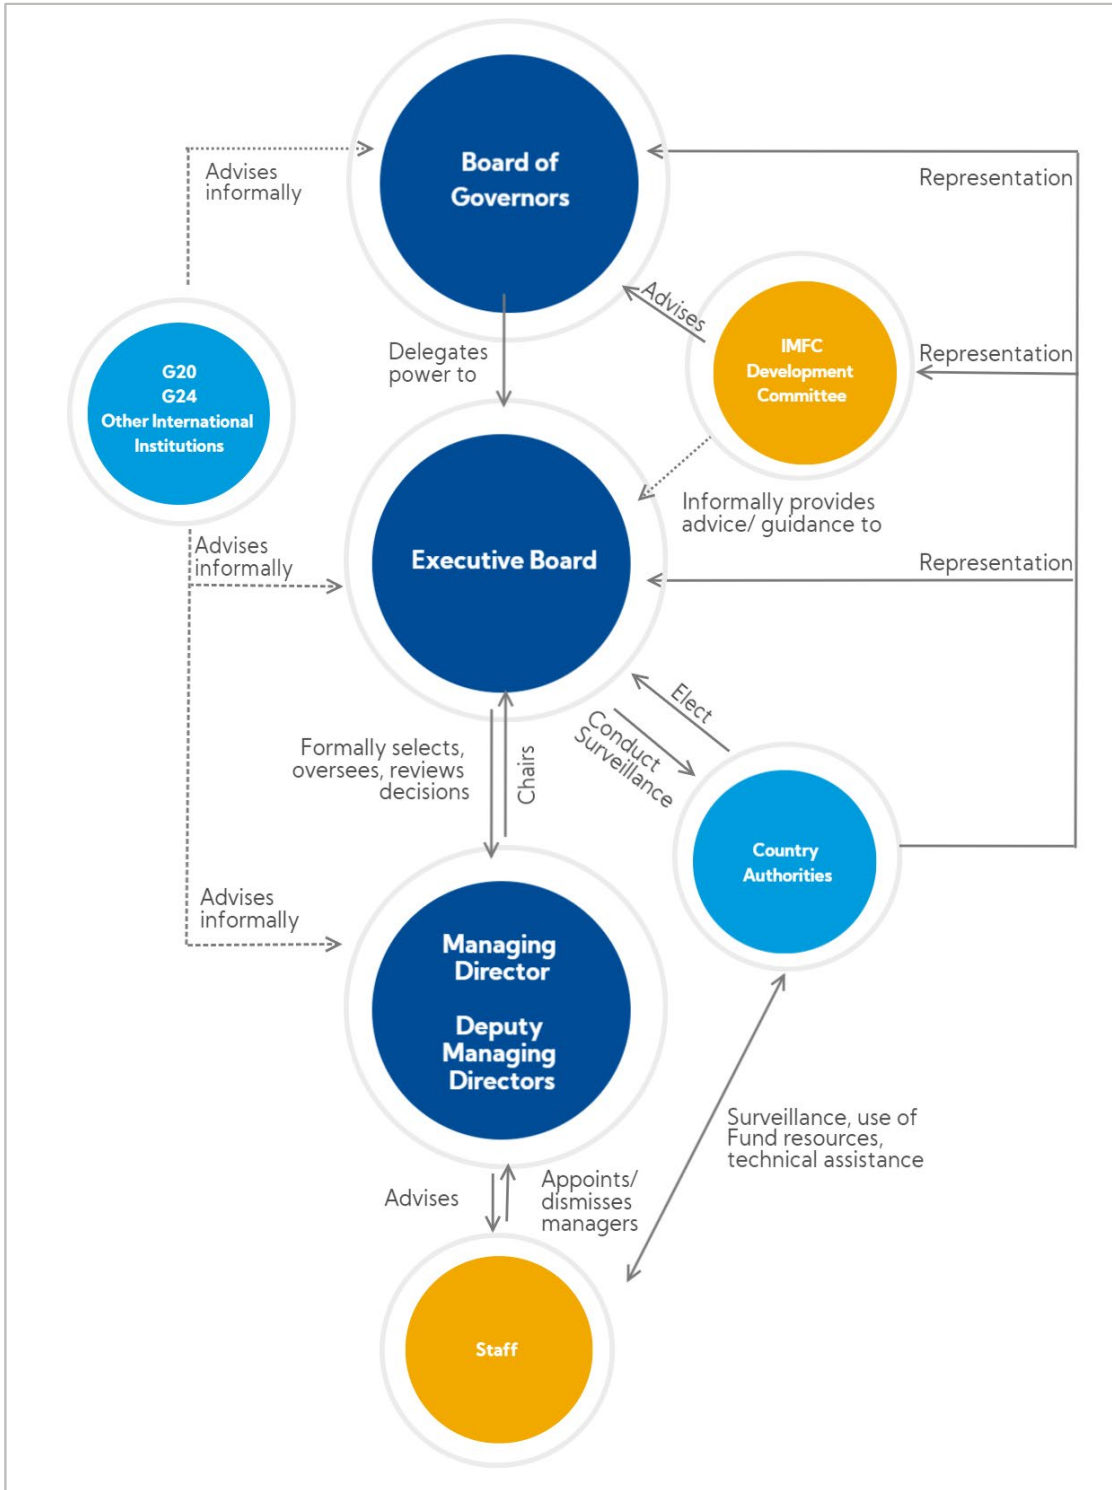 Board of
Governors
Advises
informally
Representation
Advises
IMFC
Development
Committee
Representation
Delegates
power to
G20
G24
Other International
Institutions
Informally provides
advice/ guidance to
Advises
informally
Executive Board
Representation
Elect
Conduct
Surveillance
Formally selects,
oversees, reviews
decisions
Chairs
Country
Authorities
Advises
informally
Managing
Director
Deputy
Managing
Directors
Surveillance, use of
Fund resources,
technical assistance
Advises
Appoints/
dismisses
managers
Staff